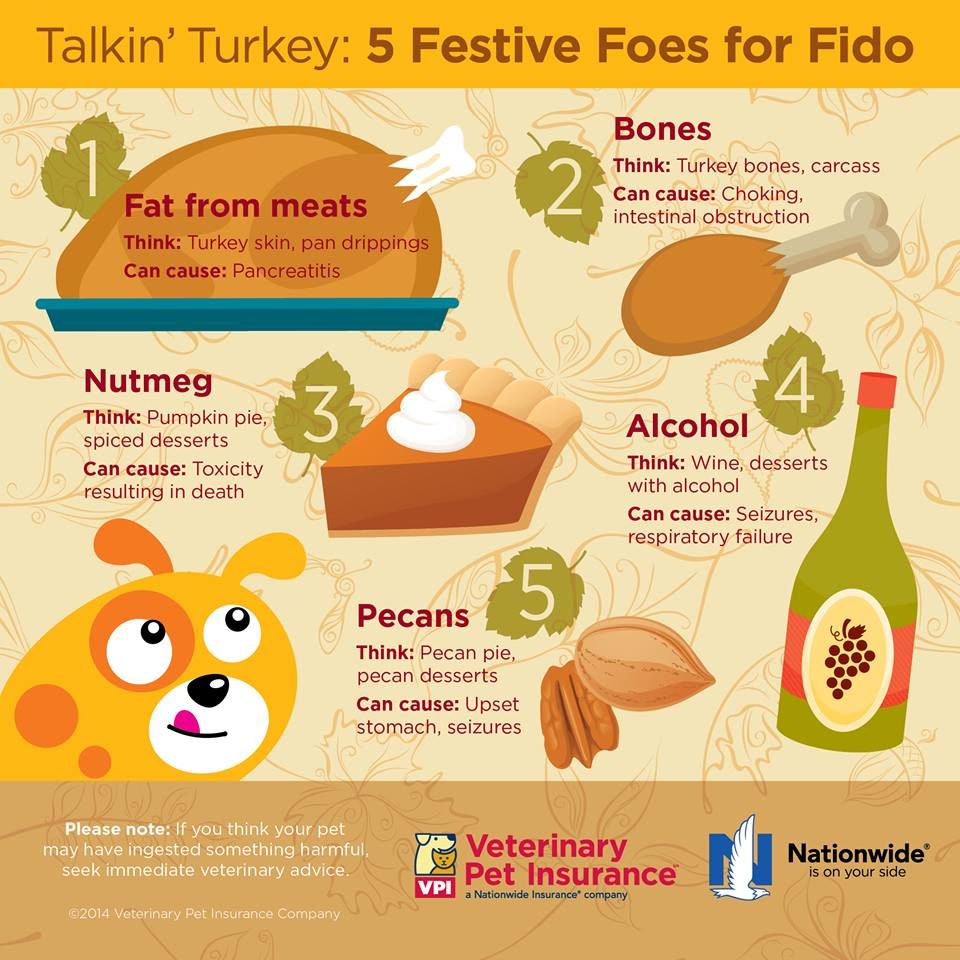 Talkin' Turkey: 5 Festive Foes for Fido
1
Fat from meats
Think: Turkey skin, pan drippings
Can cause: Pancreatitis
2
Bones
Think: Turkey bones, carcass
Can cause: Choking,
intestinal obstruction
3
Nutmeg
Think: Pumpkin pie,
spiced desserts
Can cause: Toxicity
resulting in death
4
Alcohol
Think: Wine, desserts
with alcohol
Can cause: Seizures,
respiratory failure
5
Pecans
Think: Pecan pie,
pecan desserts
Can cause: Upset
stomach, seizures
Please note: If you think your pet
may have ingested something harmful,
seek immediate veterinary advice.
©2014 Veterinary Pet Insurance Company
VPI
Veterinary
Pet Insurance℠
a Nationwide Insurance® company
N
Nationwide®
is on your side